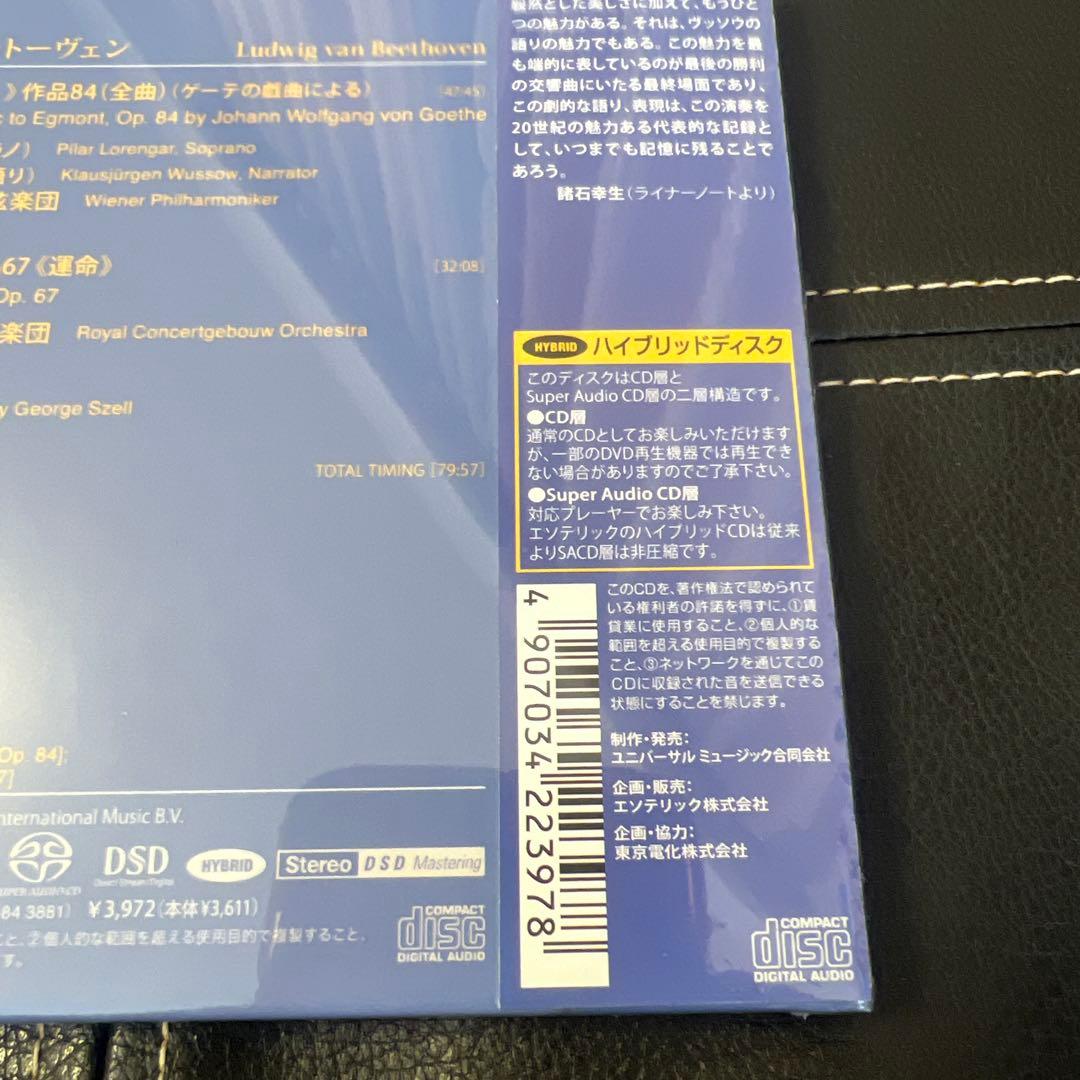 トーヴェン Ludwig van Beethoven
》作品84(全曲)(ゲーテの戯曲による) [47:45]
to Egmont, Op. 84 by Johann Wolfgang von Goethe
ノ) Pilar Lorengar, Soprano
語り) Klausjürgen Wussow, Narrator
弦楽団 Wiener Philharmoniker
67《運命》 [32:08]
Op. 67
楽団 Royal Concertgebouw Orchestra
y George Szell
TOTAL TIMING [79:57]
Op. 84];
7]
nternational Music B.V.
SUPER AUDIO CD
DSD
Direct Stream Digital
HYBRID
Stereo DSD Mastering
84 3881) ¥3,972(本体¥3,611)
こと、②個人的な範囲を超える使用目的で複製すること、
す。
COMPACT
disc
DIGITAL AUDIO
毅然とした美しさに加えて、もうひと
つの魅力がある。それは、ヴッソウの
語りの魅力でもある。この魅力を最
も端的に表しているのが最後の勝利
の交響曲にいたる最終場面であり、
この劇的な語り、表現は、この演奏を
20世紀の魅力ある代表的な記録と
して、いつまでも記憶に残ることで
あろう。
諸石幸生(ライナーノートより)
HYBRID ハイブリッドディスク
このディスクはCD層と
Super Audio CD層の二層構造です。
●CD層
通常のCDとしてお楽しみいただけます
が、一部のDVD再生機器では再生でき
ない場合がありますのでご了承下さい。
●Super Audio CD層
対応プレーヤーでお楽しみ下さい。
エソテリックのハイブリッドCDは従来
よりSACD層は非圧縮です。
4 907034 223978
このCDを、著作権法で認められて
いる権利者の許諾を得ずに、①賃
貸業に使用すること、②個人的な
範囲を超える使用目的で複製する
こと、③ネットワークを通じてこの
CDに収録された音を送信できる
状態にすることを禁じます。
制作・発売:
ユニバーサル ミュージック合同会社
企画・販売:
エソテリック株式会社
企画・協力:
東京電化株式会社
COMPACT
disc
DIGITAL AUDIO